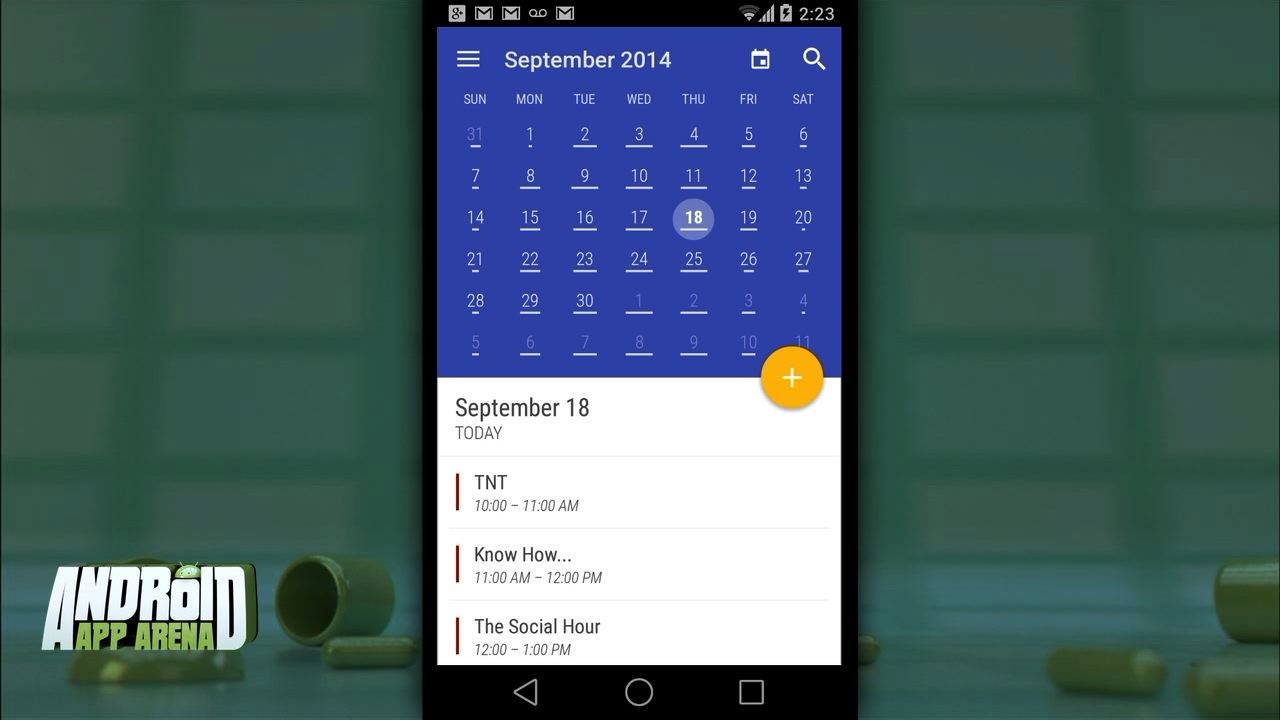 2:23
September 2014
SUN MON TUE WED THU FRI SAT
31 1 2 3 4 5 6
7 8 9 10 11 12 13
14 15 16 17 18 19 20
21 22 23 24 25 26 27
28 29 30 1 2 3 4
5 6 7 8 9 10 11
+
September 18
TODAY
TNT
10:00 – 11:00 AM
Know How...
11:00 AM – 12:00 PM
The Social Hour
12:00 – 1:00 PM
ANDROID
APP ARENA